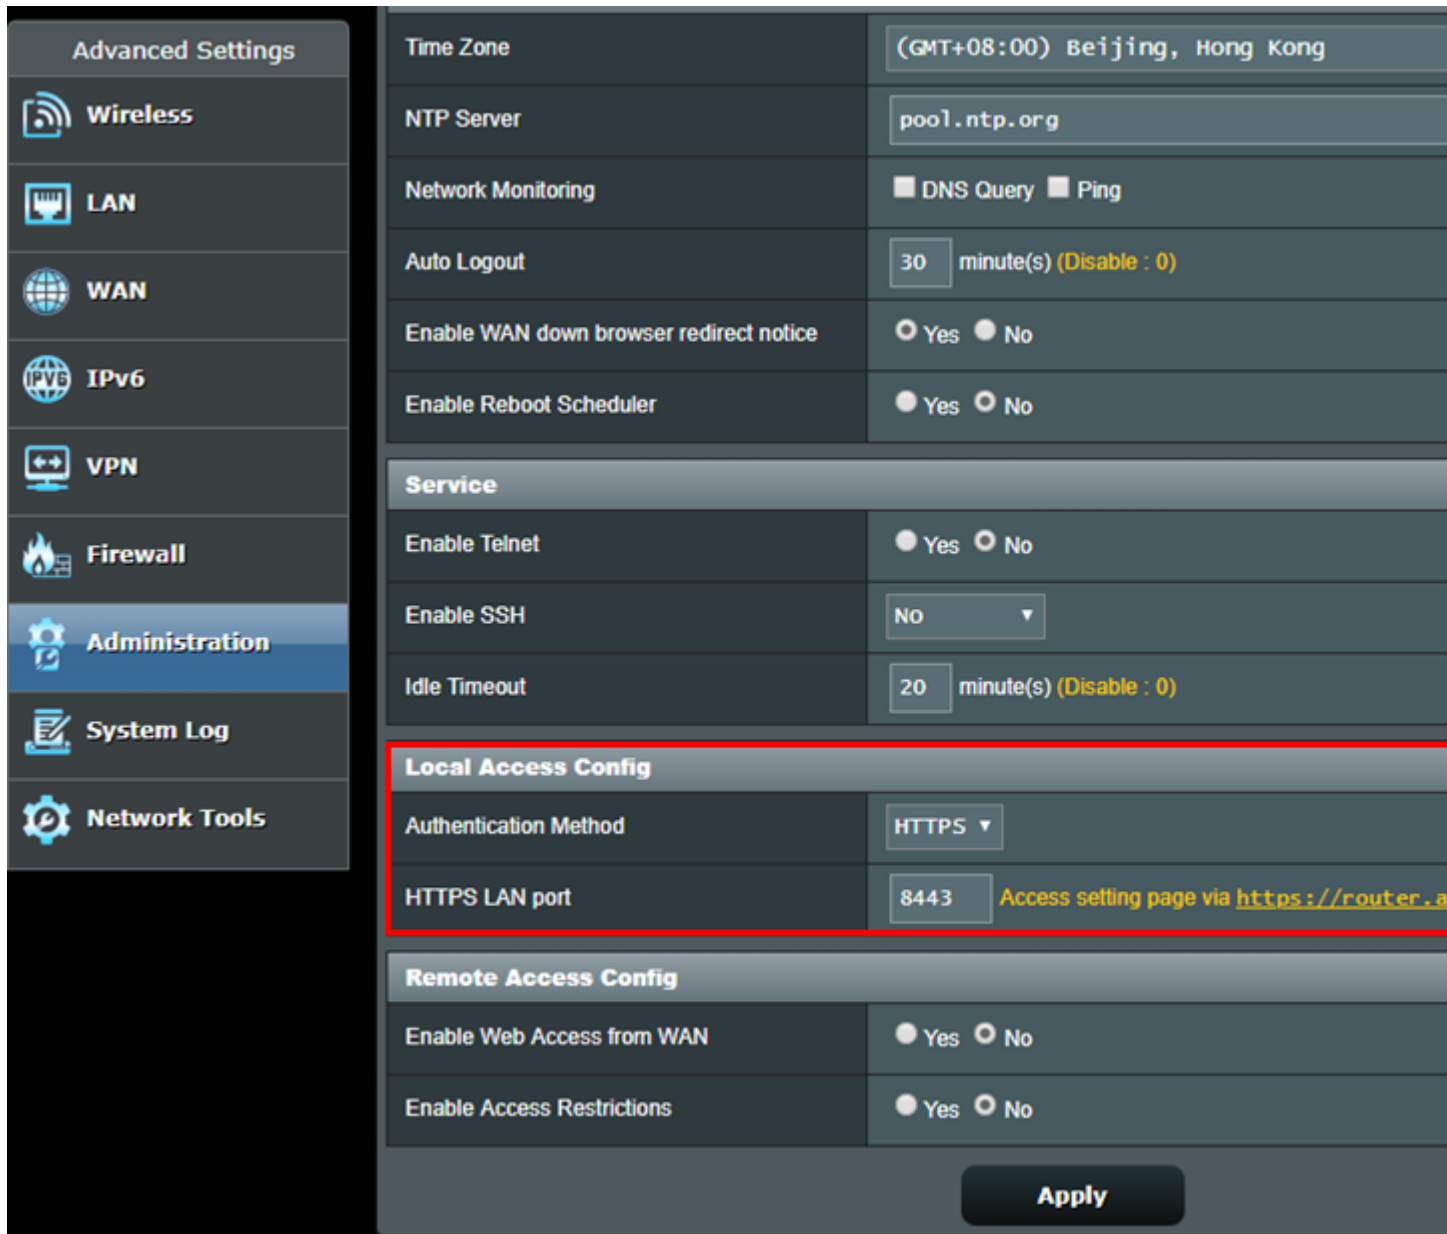 Advanced Settings
Wireless
LAN
WAN
IPv6
IPV6
VPN
Firewall
Administration
System Log
Network Tools
Time Zone (GMT+08:00) Beijing, Hong Kong
NTP Server pool.ntp.org
Network Monitoring DNS Query Ping
Auto Logout 30 minute(s) (Disable : 0)
Enable WAN down browser redirect notice Yes No
Enable Reboot Scheduler Yes No
Service
Enable Telnet Yes No
Enable SSH No
Idle Timeout 20 minute(s) (Disable : 0)
Local Access Config
Authentication Method HTTPS
HTTPS LAN port 8443 Access setting page via https://router.a
Remote Access Config
Enable Web Access from WAN Yes No
Enable Access Restrictions Yes No
Apply